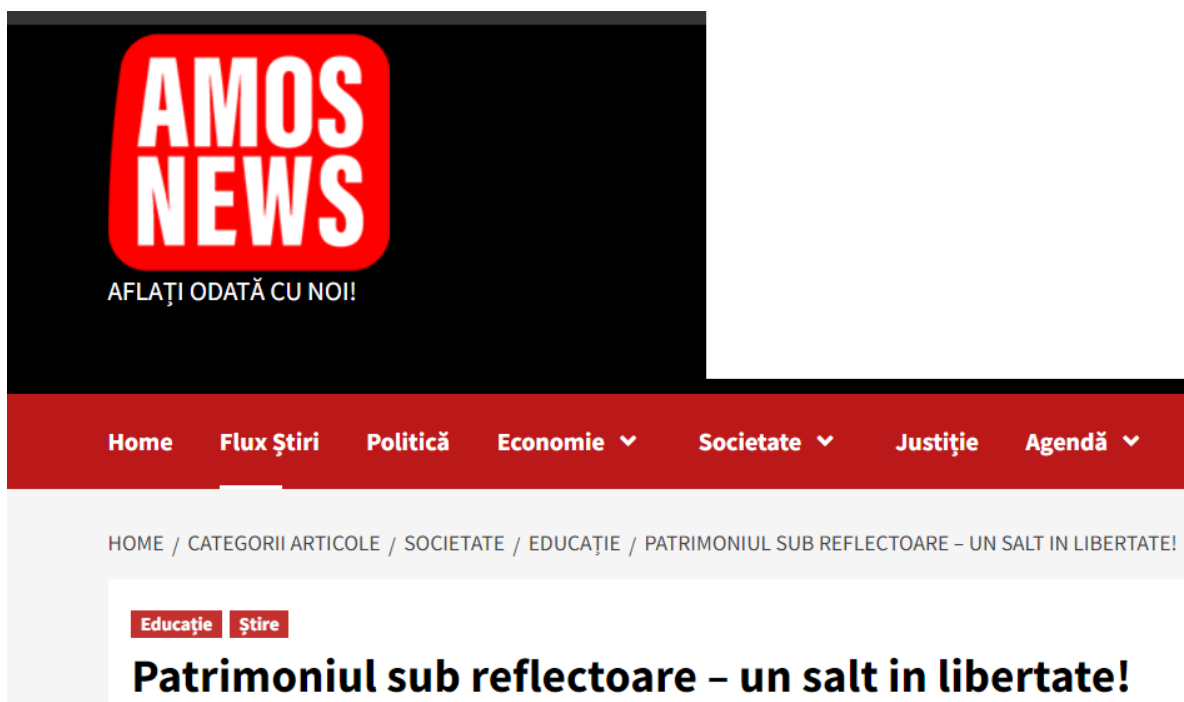 AMOS
NEWS
AFLAȚI ODATĂ CU NOI!
Home Flux Știri Politică Economie Societate Justiție Agendă
HOME / CATEGORII ARTICOLE / SOCIETATE / EDUCAȚIE / PATRIMONIUL SUB REFLECTOARE – UN SALT IN LIBERTATE!
Educație Știre
Patrimoniul sub reflectoare – un salt in libertate!